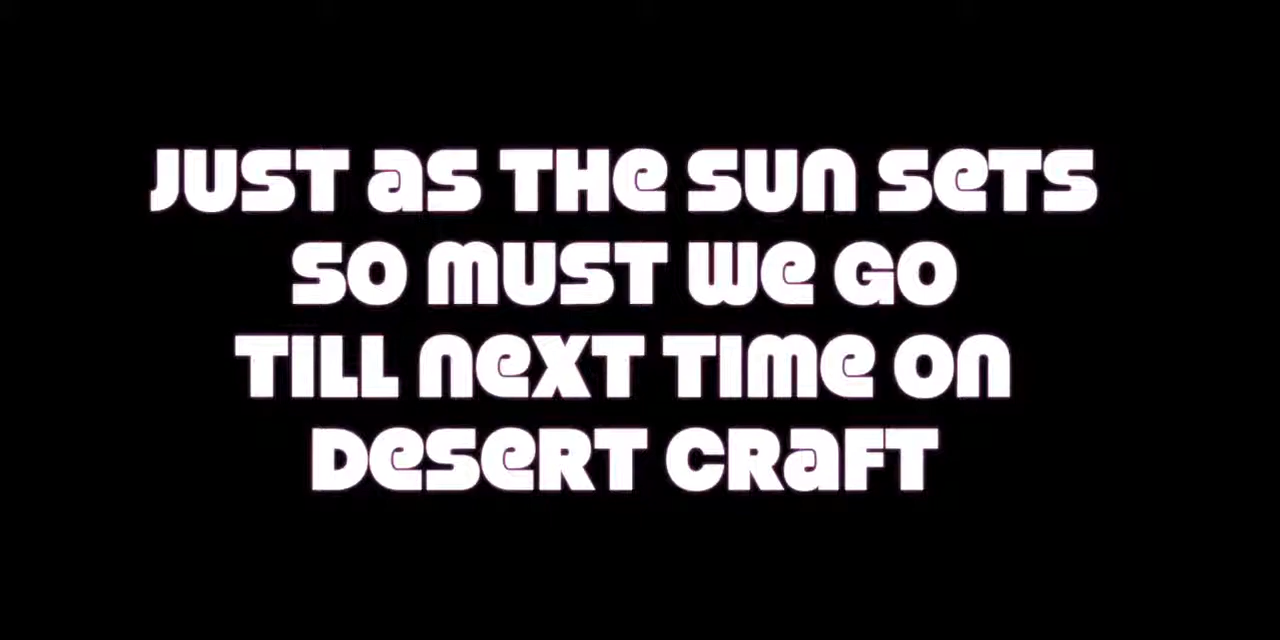 JUST aS THe SUn SeTS
SO mUST We GO
TILL neXT TIme On
DeSeRT CRaFT